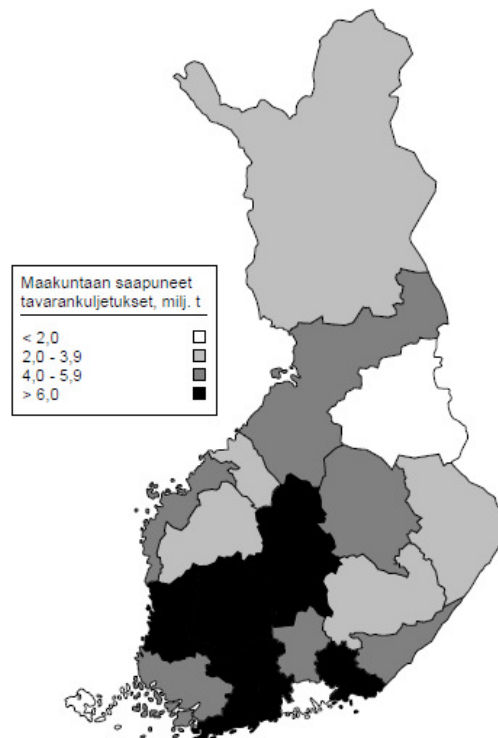 Maakuntaan saapuneet
tavarankuljetukset, milj. t
< 2,0
2,0 - 3,9
4,0 - 5,9
> 6,0